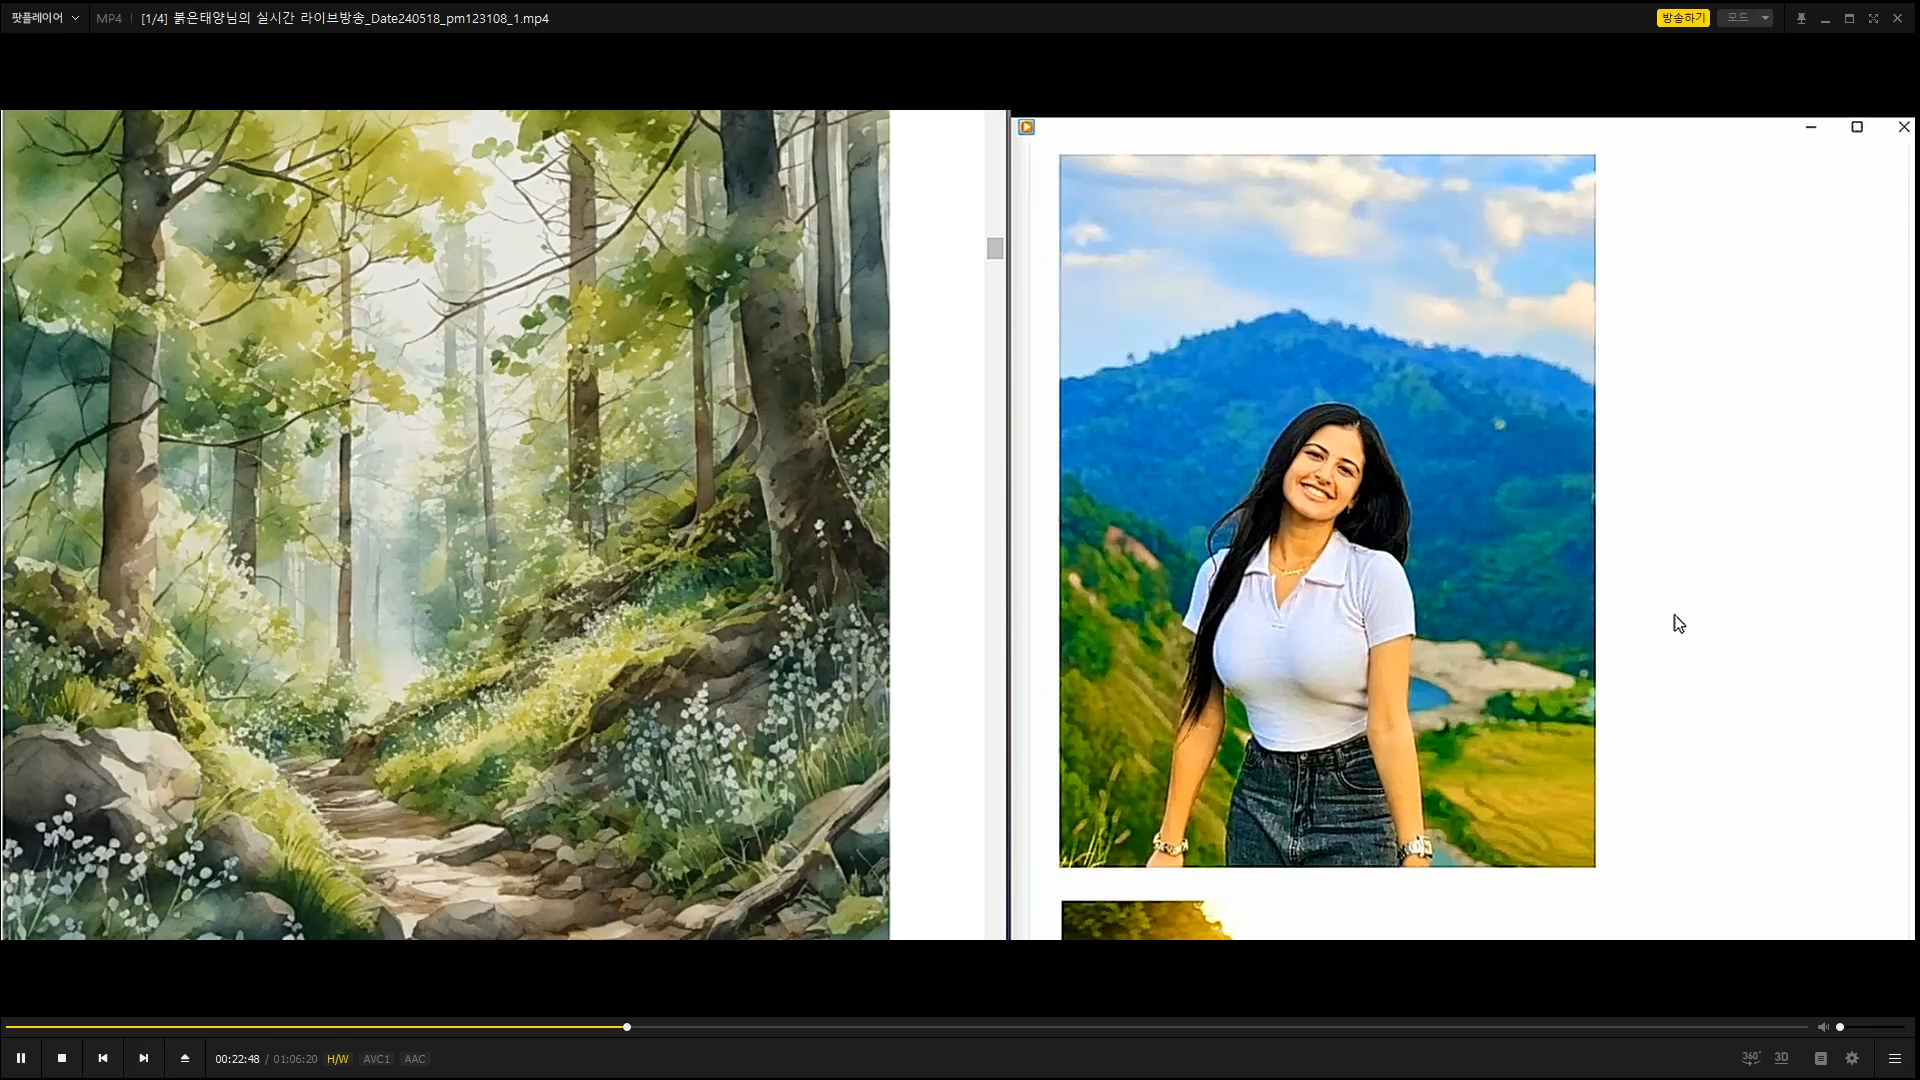 팟플레이어
MP4
[1/4] 붉은태양님의 실시간 라이브방송_Date240518_pm123108_1.mp4
방송하기
모드
00:22:48 / 01:06:20 H/W AVC1 AAC
360°
3D